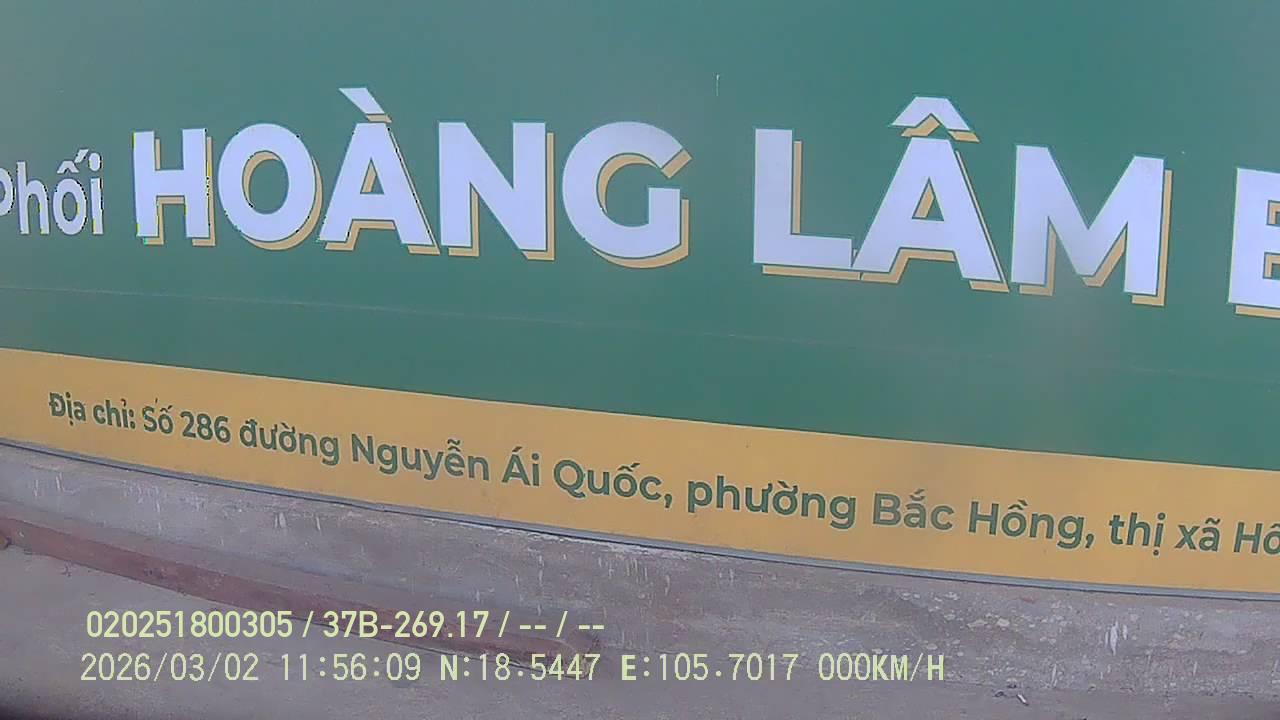 Phối HOÀNG LÂM
Địa chỉ: Số 286 đường Nguyễn Ái Quốc, phường Bắc Hồng, thị xã Hồ
020251800305 / 37B-269.17 / -- / --
2026/03/02 11:56:09 N:18.5447 E:105.7017 000KM/H